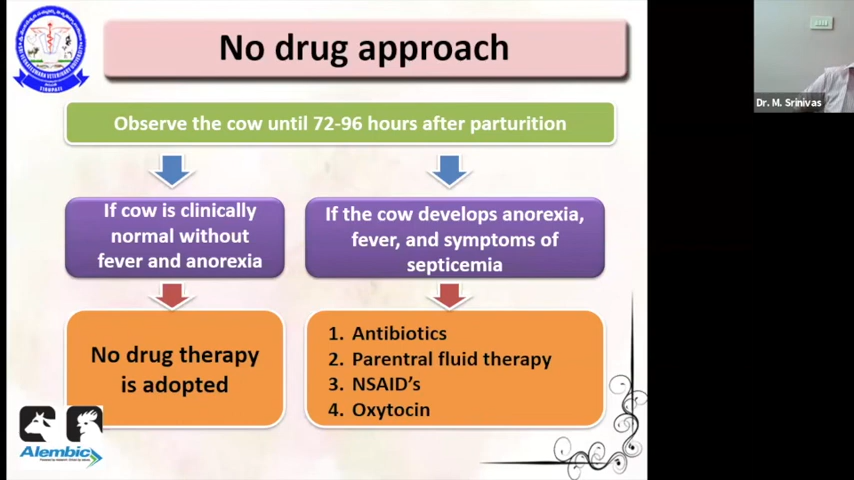 No drug approach
TIRUPATI
Observe the cow until 72-96 hours after parturition
If cow is clinically
normal without
fever and anorexia
If the cow develops anorexia,
fever, and symptoms of
septicemia
No drug therapy
is adopted
1. Antibiotics
2. Parentral fluid therapy
3. NSAID’s
4. Oxytocin
Alembic
Dr. M. Srinivas